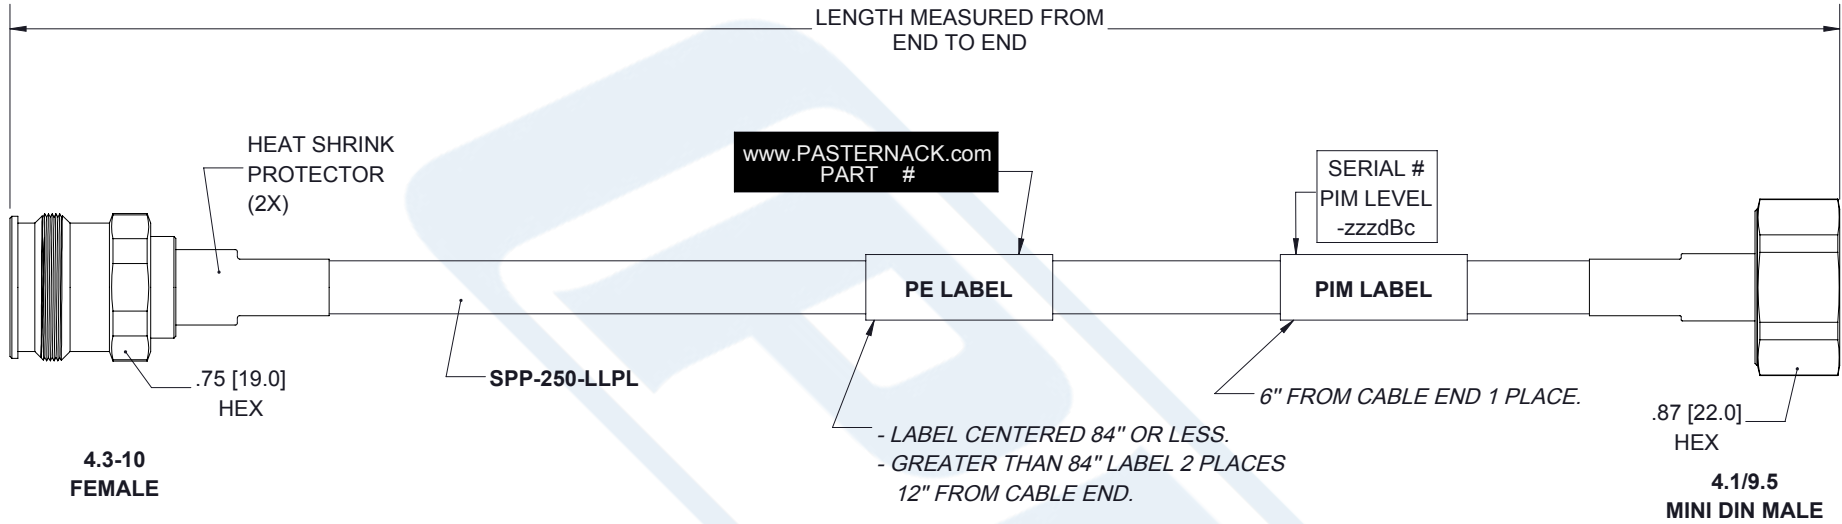 LENGTH MEASURED FROM
END TO END
HEAT SHRINK
PROTECTOR
(2X)
www.PASTERNACK.com
PART #
SERIAL #
PIM LEVEL
-zzzdBc
PE LABEL
PIM LABEL
.75 [19.0]
HEX
SPP-250-LLPL
- LABEL CENTERED 84" OR LESS.
- GREATER THAN 84" LABEL 2 PLACES
12" FROM CABLE END.
6" FROM CABLE END 1 PLACE.
.87 [22.0]
HEX
4.3-10
FEMALE
4.1/9.5
MINI DIN MALE